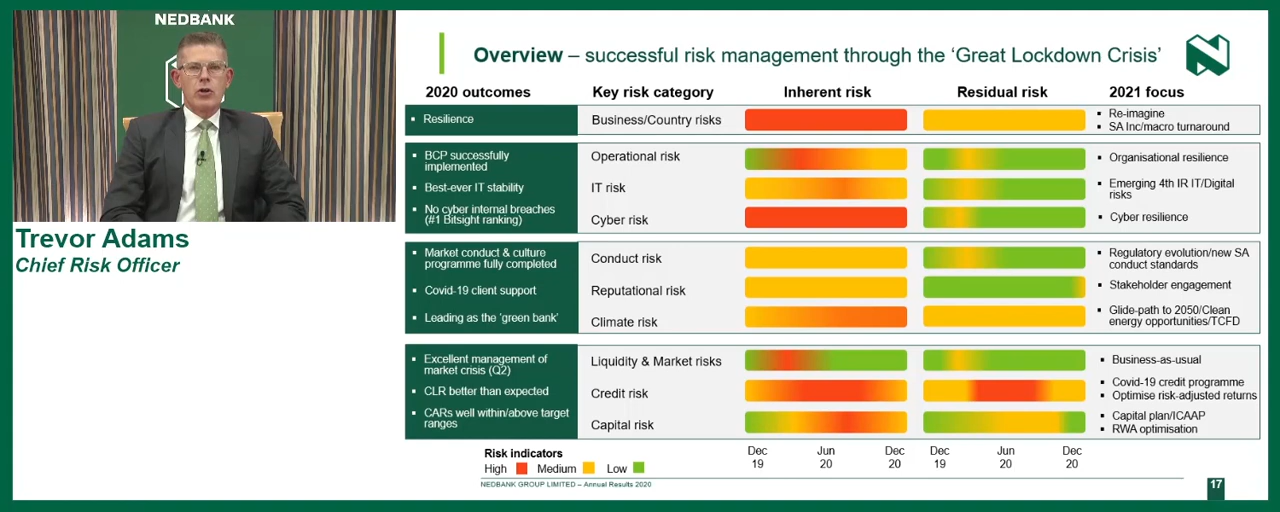 NEDBANK
Trevor Adams
Chief Risk Officer
Overview – successful risk management through the ‘Great Lockdown Crisis’
2020 outcomes
Key risk category
Inherent risk
Residual risk
2021 focus
▪ Resilience
Business/Country risks
▪ Re-imagine
▪ SA Inc/macro turnaround
▪ BCP successfully
implemented
Operational risk
▪ Organisational resilience
▪ Best-ever IT stability
IT risk
▪ Emerging 4th IR IT/Digital
risks
▪ No cyber internal breaches
(#1 Bitsight ranking)
Cyber risk
▪ Cyber resilience
▪ Market conduct & culture
programme fully completed
Conduct risk
▪ Regulatory evolution/new SA
conduct standards
▪ Covid-19 client support
Reputational risk
▪ Stakeholder engagement
▪ Leading as the ‘green bank’
Climate risk
▪ Glide-path to 2050/Clean
energy opportunities/TCFD
▪ Excellent management of
market crisis (Q2)
Liquidity & Market risks
▪ Business-as-usual
▪ CLR better than expected
Credit risk
▪ Covid-19 credit programme
▪ Optimise risk-adjusted returns
▪ CARs well within/above target
ranges
Capital risk
▪ Capital plan/ICAAP
▪ RWA optimisation
Risk indicators
High Medium Low
Dec
19
Jun
20
Dec
20
Dec
19
Jun
20
Dec
20
NEDBANK GROUP LIMITED – Annual Results 2020
17